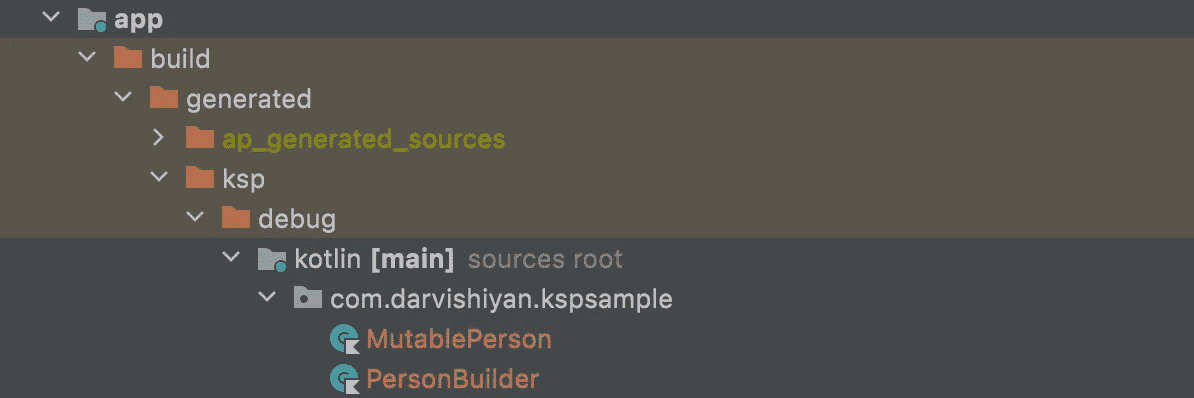 app
build
generated
ap_generated_sources
ksp
debug
kotlin [main] sources root
com.darvishiyan.kspsample
MutablePerson
PersonBuilder